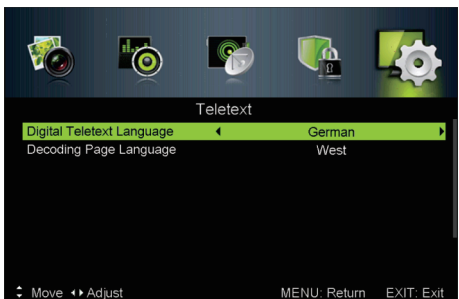 Teletext
Digital Teletext Language German
Decoding Page Language West
Move Adjust MENU: Return EXIT: Exit